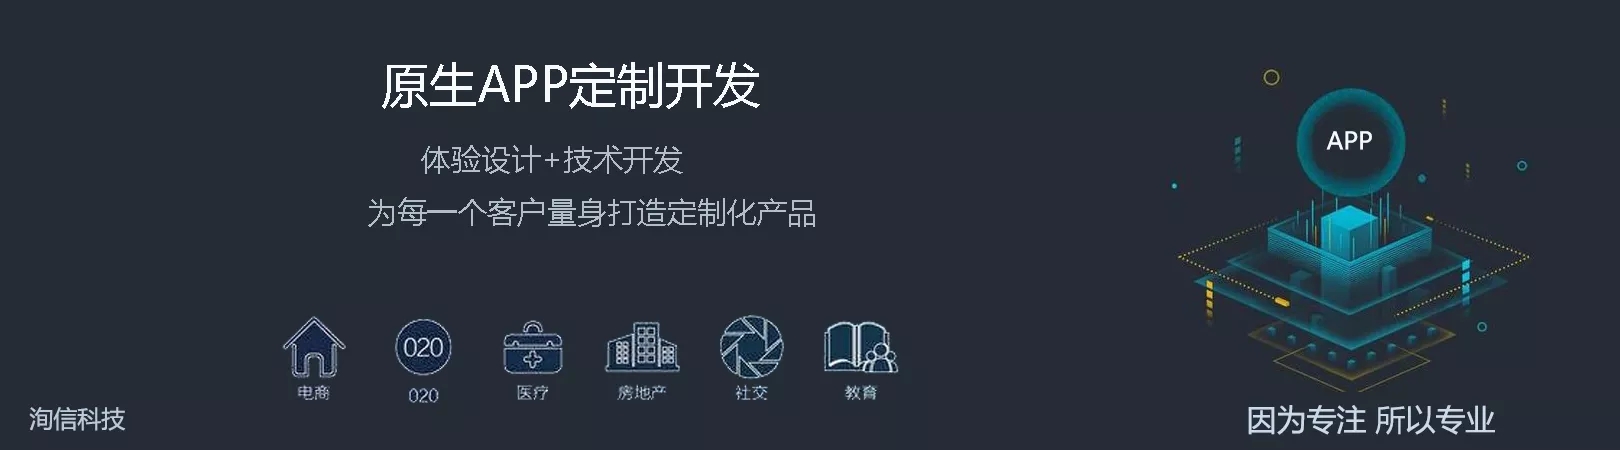 原生APP定制开发
体验设计+技术开发
为每一个客户量身打造定制化产品
APP
020
电商
020
医疗
房地产
社交
教育
洵信科技
因为专注 所以专业